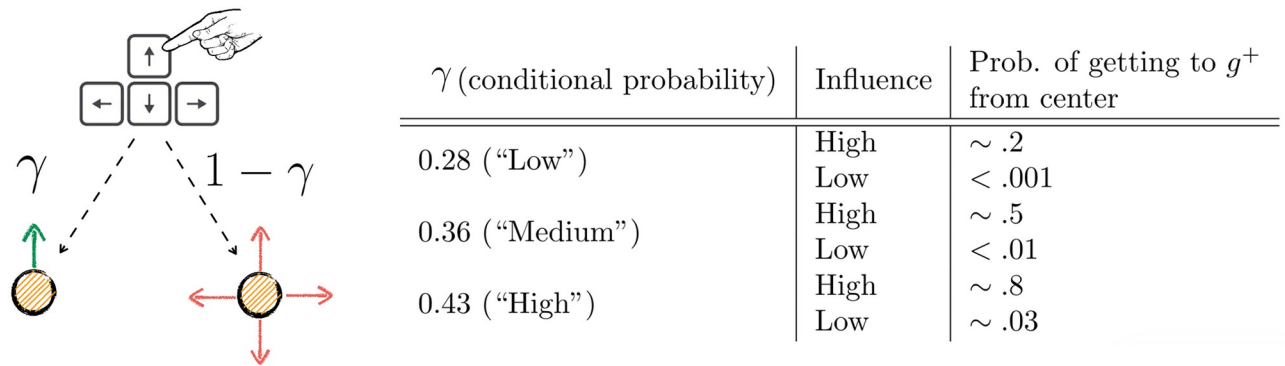 ↑
← ↓ →
γ
1 − γ
γ (conditional probability) Influence Prob. of getting to g⁺
from center
0.28 (“Low”) High ∼ .2
Low < .001
0.36 (“Medium”) High ∼ .5
Low < .01
0.43 (“High”) High ∼ .8
Low ∼ .03